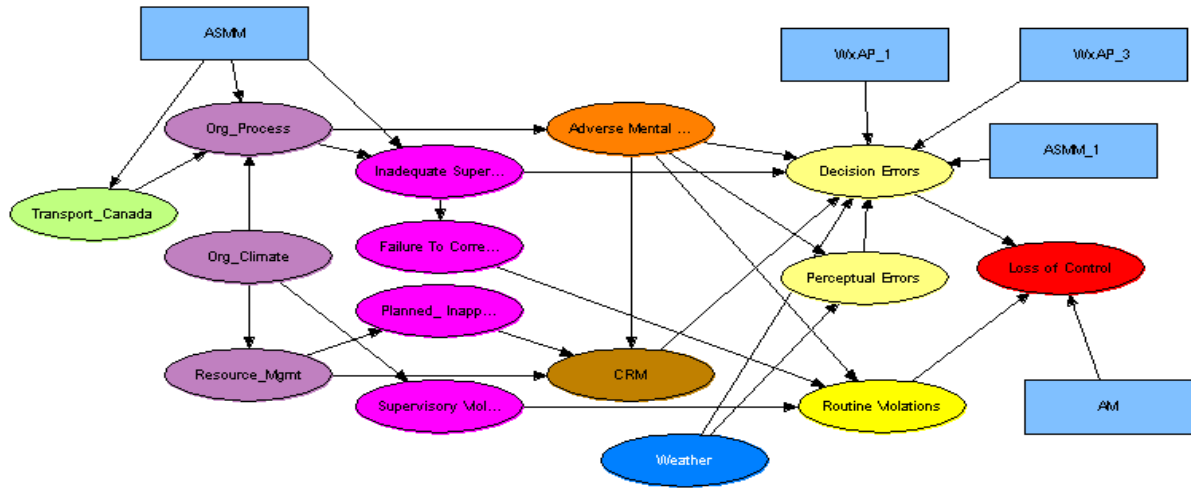 ASMM
WxAP_1
WxAP_3
Org_Process
Adverse Mental ...
ASMM_1
Inadequate Super...
Decision Errors
Transport_Canada
Failure To Corre...
Org_Climate
Perceptual Errors
Loss of Control
Planned_ Inapp...
Resource_Mgmt
CRM
Supervisory Viol...
Routine Violations
AM
Weather